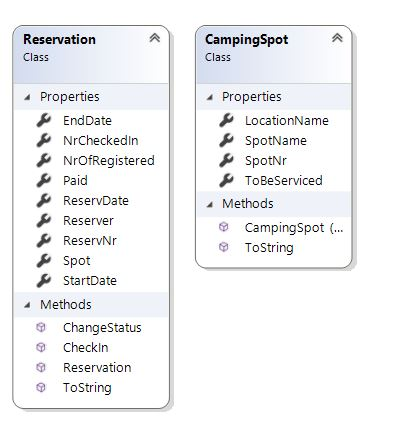 Reservation
Class
Properties
EndDate
NrCheckedIn
NrOfRegistered
Paid
ReservDate
Reserver
ReservNr
Spot
StartDate
Methods
ChangeStatus
CheckIn
Reservation
ToString
CampingSpot
Class
Properties
LocationName
SpotName
SpotNr
ToBeServiced
Methods
CampingSpot (...
ToString